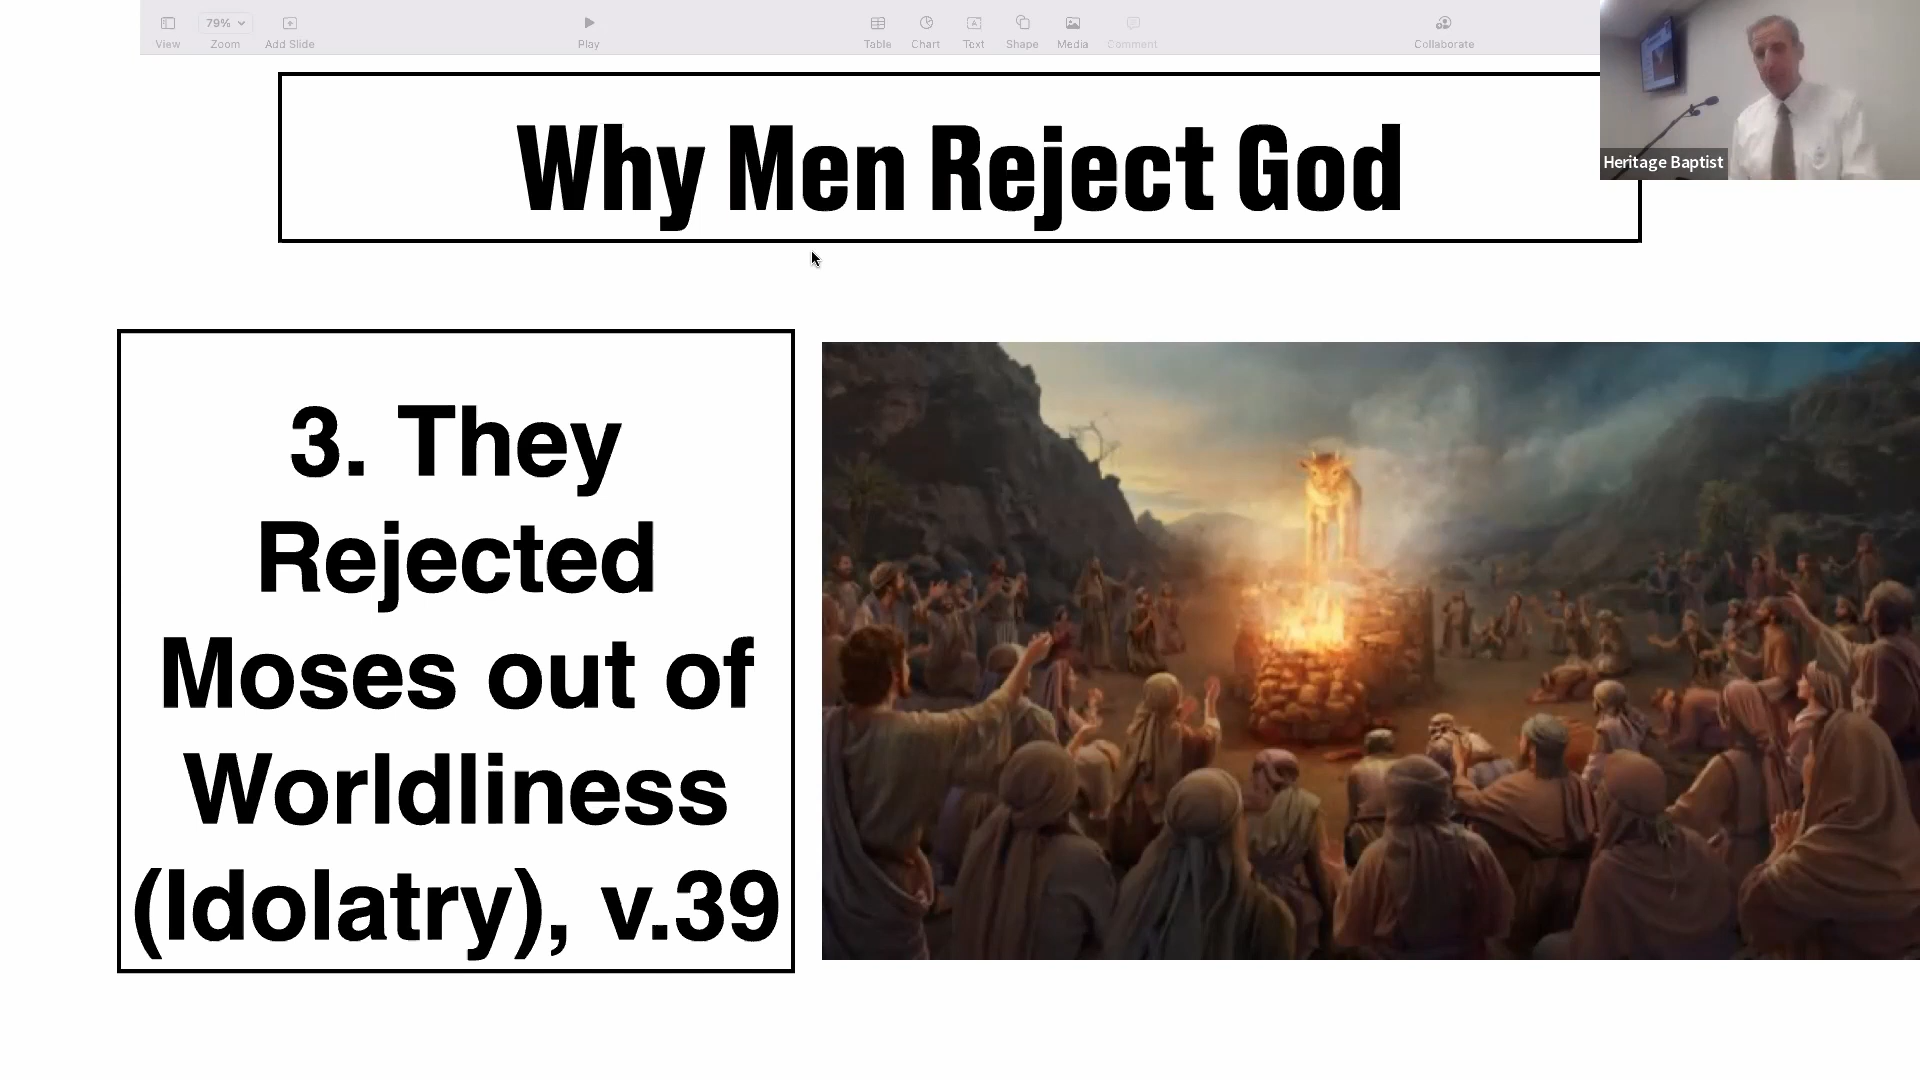 79%
View
Zoom
Add Slide
Play
Table
Chart
Text
Shape
Media
Comment
Collaborate
Why Men Reject God
Heritage Baptist
3. They
Rejected
Moses out of
Worldliness
(Idolatry), v.39